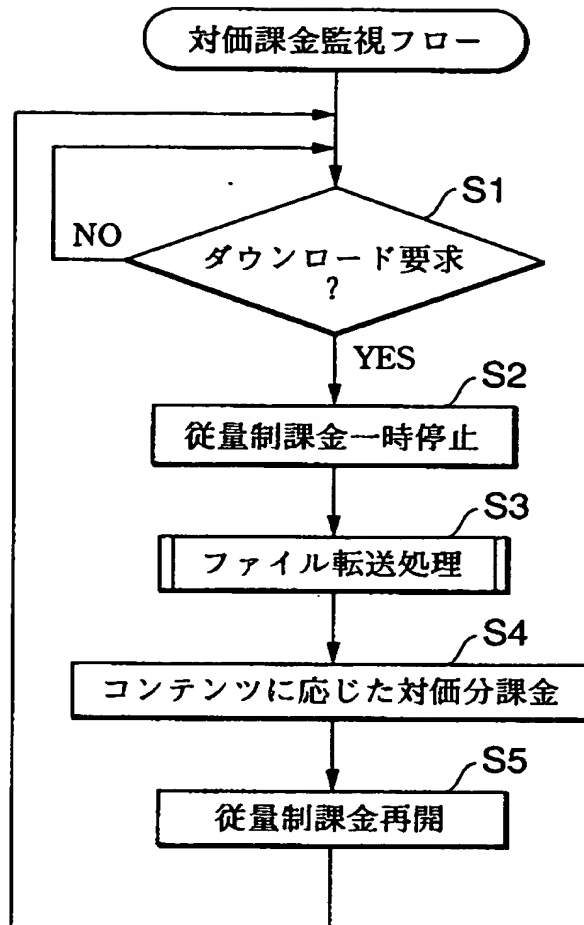 対価課金監視フロー
S1
NO
ダウンロード要求
?
YES
S2
従量制課金一時停止
S3
ファイル転送処理
S4
コンテンツに応じた対価分課金
S5
従量制課金再開